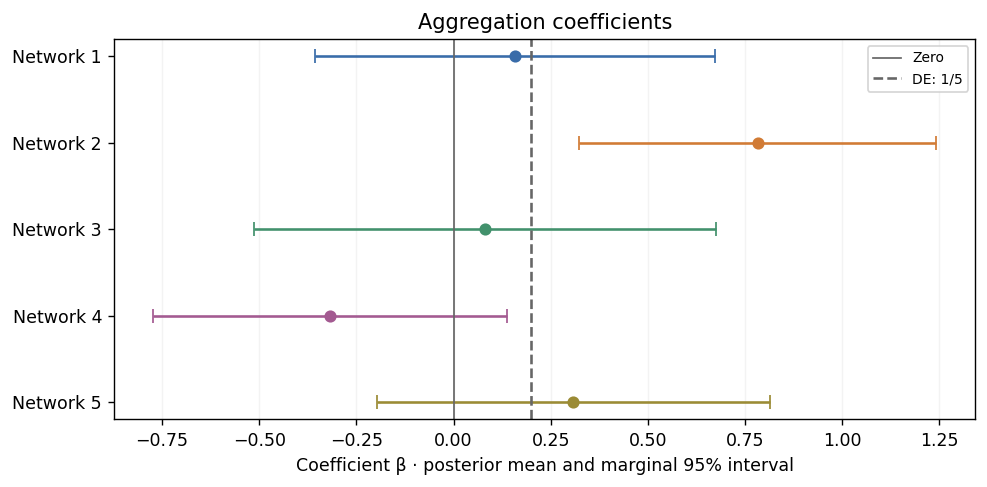 Aggregation coefficients
Network 1
Network 2
Network 3
Network 4
Network 5
Zero
DE: 1/5
−0.75 −0.50 −0.25 0.00 0.25 0.50 0.75 1.00 1.25
Coefficient β · posterior mean and marginal 95% interval